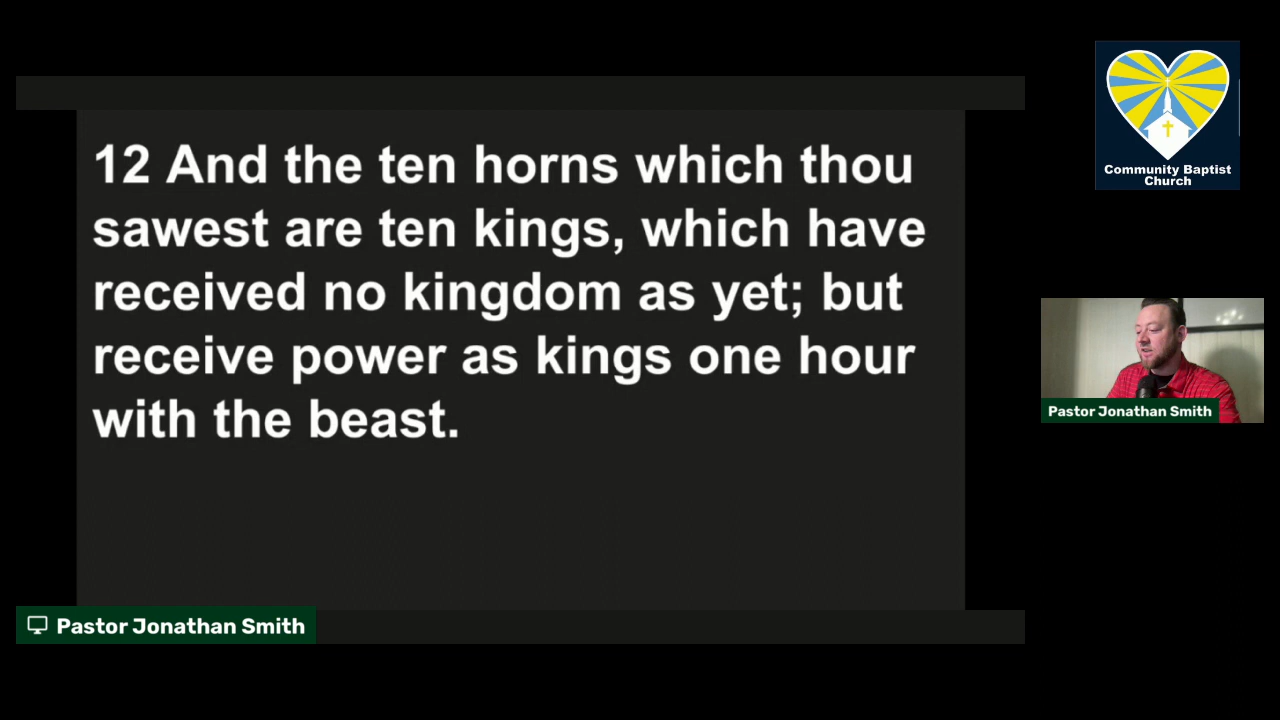 12 And the ten horns which thou
sawest are ten kings, which have
received no kingdom as yet; but
receive power as kings one hour
with the beast.
Pastor Jonathan Smith
Community Baptist
Church
Pastor Jonathan Smith